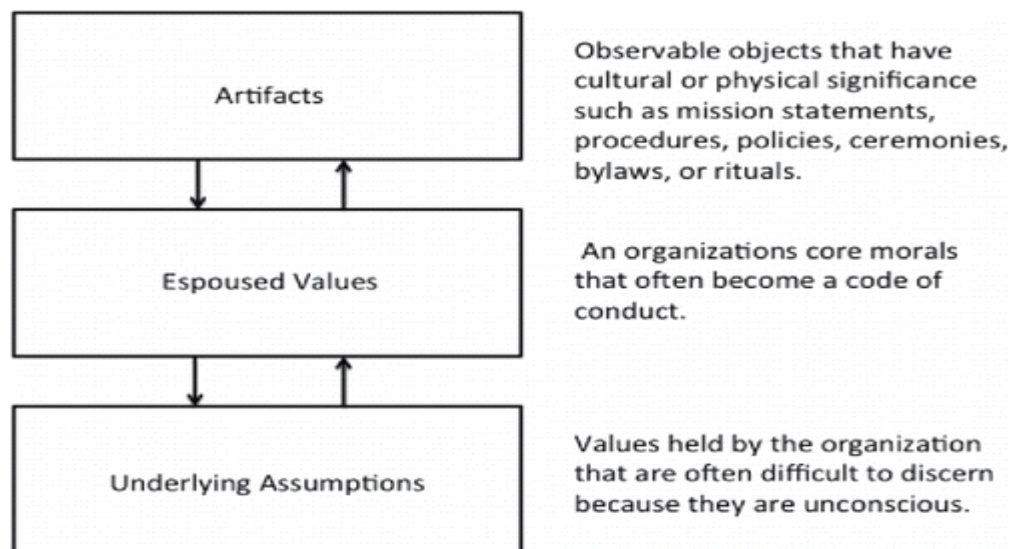 Artifacts
Observable objects that have
cultural or physical significance
such as mission statements,
procedures, policies, ceremonies,
bylaws, or rituals.
Espoused Values
An organizations core morals
that often become a code of
conduct.
Underlying Assumptions
Values held by the organization
that are often difficult to discern
because they are unconscious.